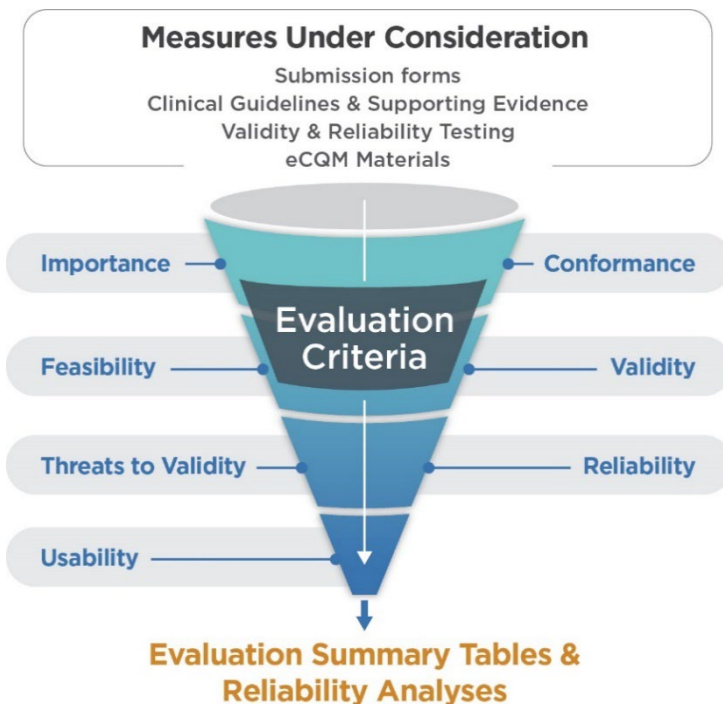 Measures Under Consideration
Submission forms
Clinical Guidelines & Supporting Evidence
Validity & Reliability Testing
eCQM Materials
Importance
Conformance
Evaluation
Criteria
Feasibility
Validity
Threats to Validity
Reliability
Usability
Evaluation Summary Tables &
Reliability Analyses